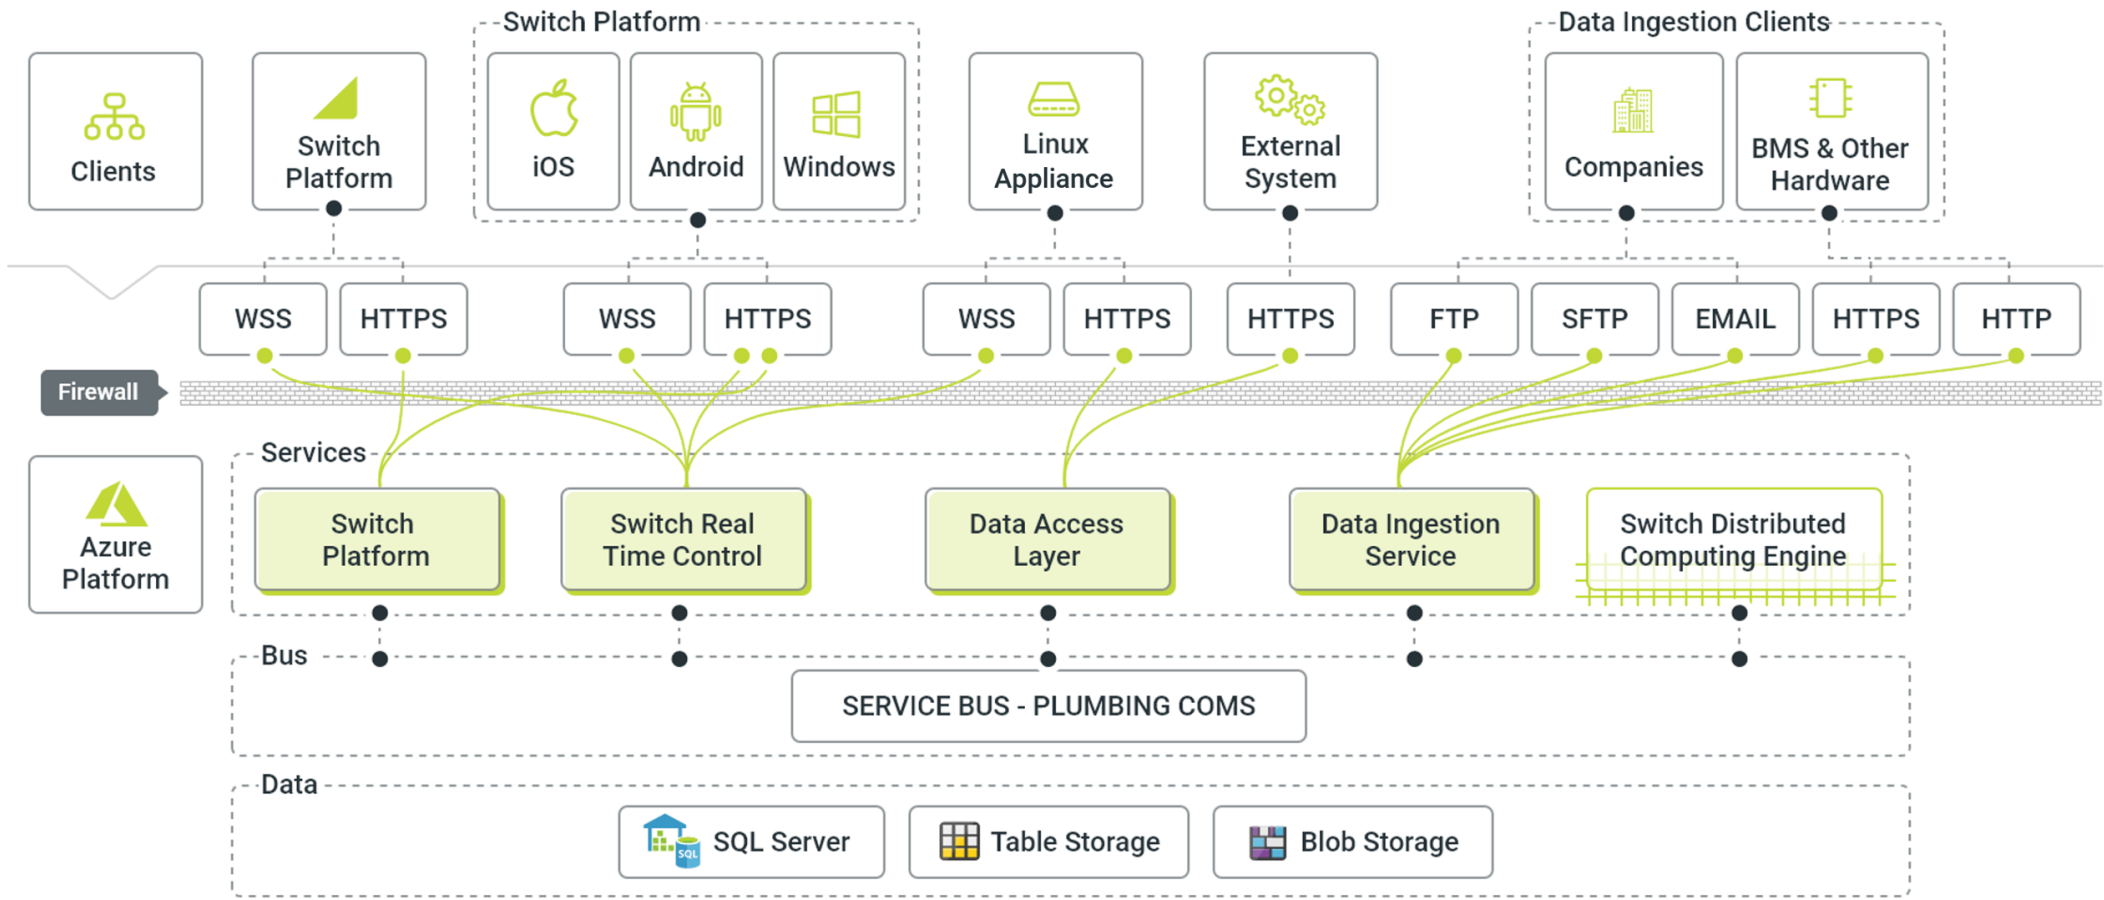 Switch Platform
Data Ingestion Clients
Clients
Switch
Platform
iOS
Android
Windows
Linux
Appliance
External
System
Companies
BMS & Other
Hardware
WSS
HTTPS
WSS
HTTPS
WSS
HTTPS
HTTPS
FTP
SFTP
EMAIL
HTTPS
HTTP
Firewall
Services
Azure
Platform
Switch
Platform
Switch Real
Time Control
Data Access
Layer
Data Ingestion
Service
Switch Distributed
Computing Engine
Bus
SERVICE BUS - PLUMBING COMS
Data
SQL
SQL Server
Table Storage
Blob Storage